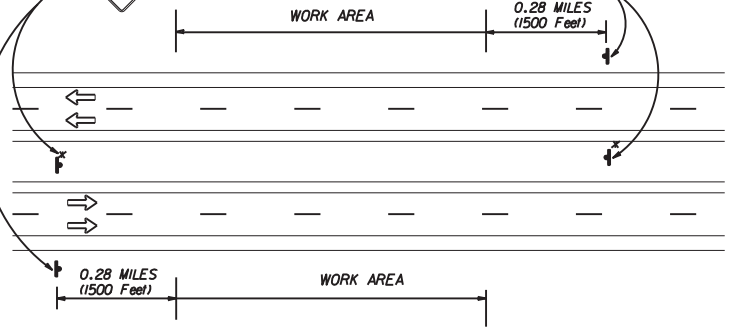 WORK AREA
0.28 MILES
(1500 Feet)
x
x
0.28 MILES
(1500 Feet)
WORK AREA